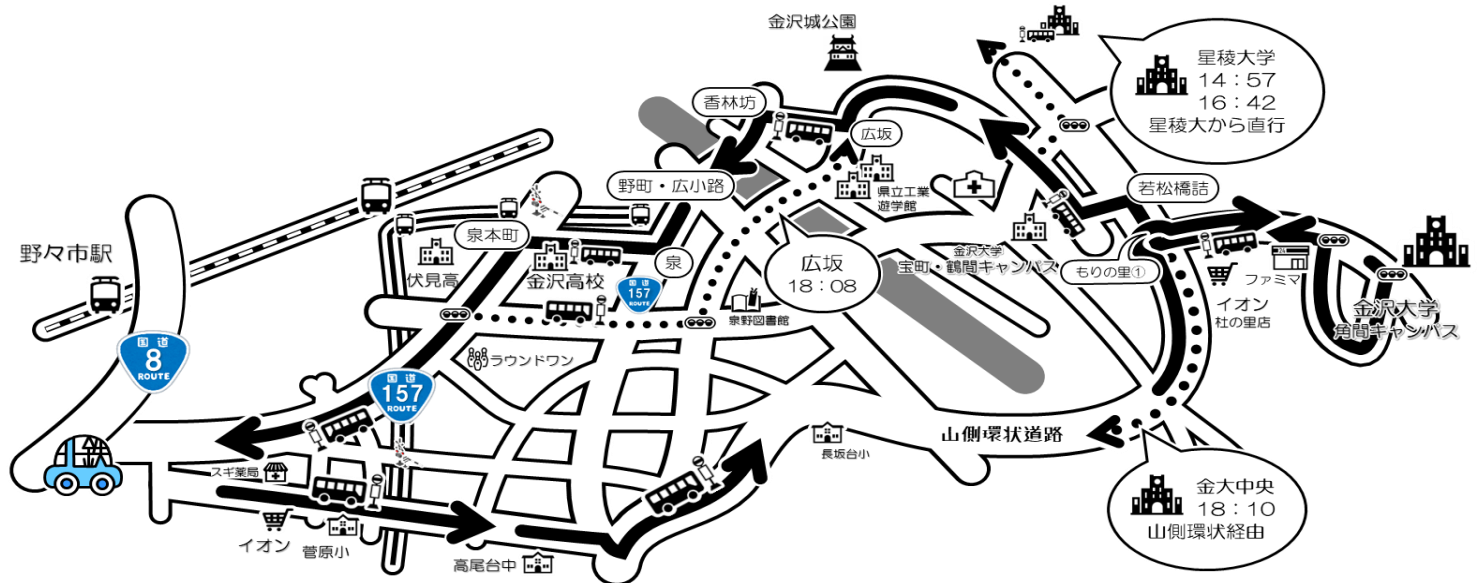 金沢城公園
星稜大学
14：57
16：42
星稜大から直行
香林坊
広坂
野町・広小路
県立工業
遊学館
若松橋詰
野々市駅
泉本町
伏見高
金沢高校
泉
国道
157
ROUTE
広坂
18：08
金沢大学
宝町・鶴間キャンパス
もりの里①
ファミマ
イオン
杜の里店
金沢大学
角間キャンパス
泉野図書館
国道
8
ROUTE
ラウンドワン
国道
157
ROUTE
山側環状道路
長坂台小
スギ薬局
イオン
菅原小
高尾台中
金大中央
18：10
山側環状経由